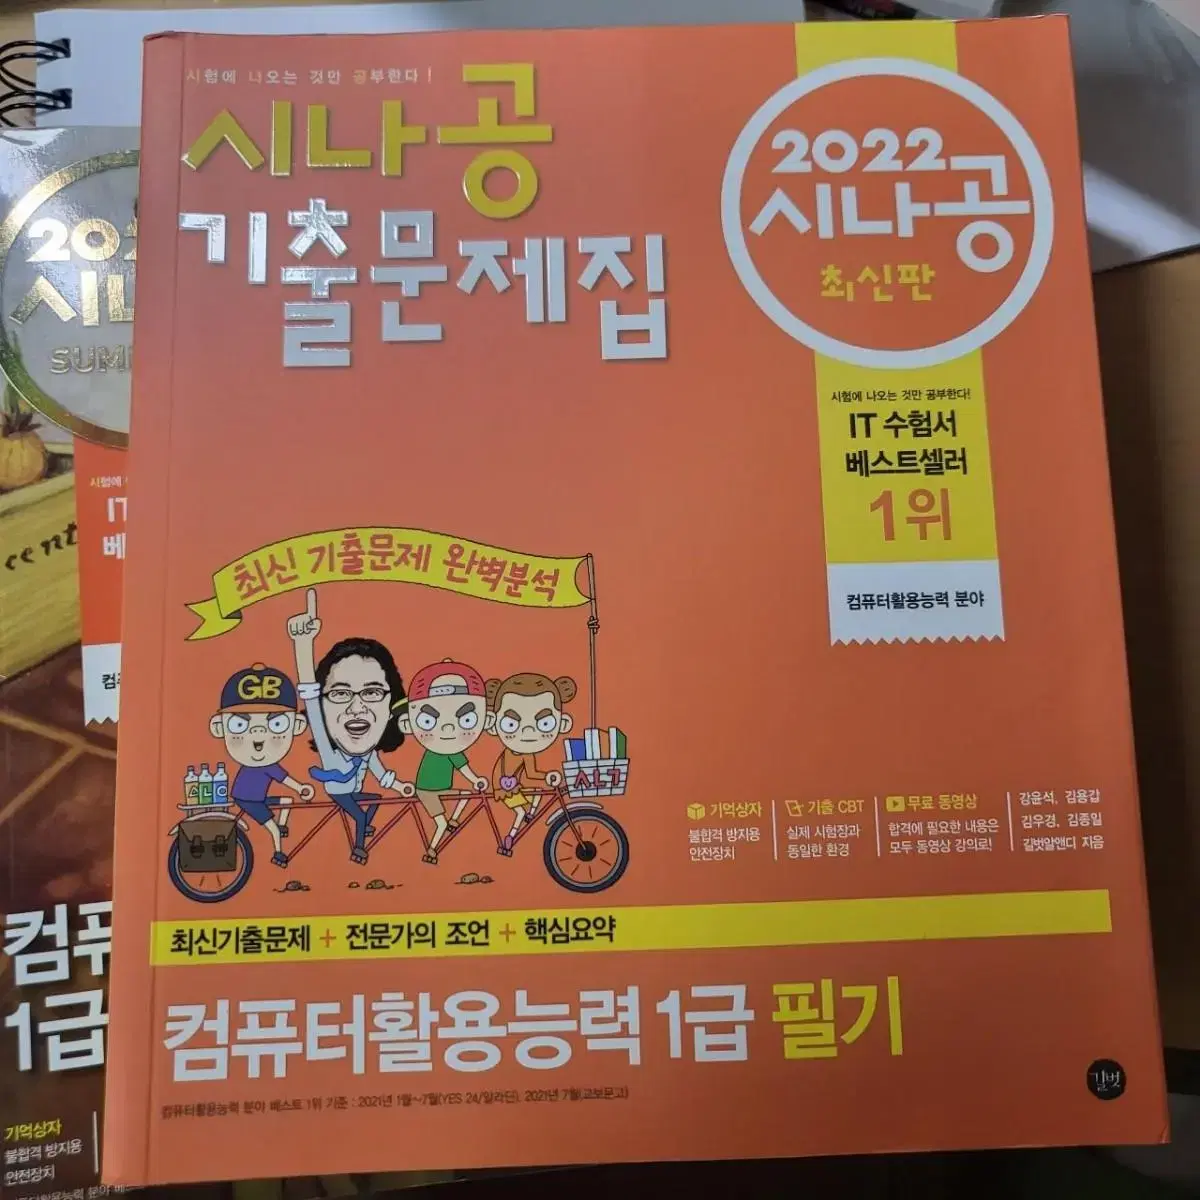 시험에 나오는 것만 공부한다!
시나공
기출문제집
2022
시나공
최신판
시험에 나오는 것만 공부한다!
IT 수험서
베스트셀러
1위
컴퓨터활용능력 분야
최신 기출문제 완벽분석
GB
기억상자
불합격 방지용
안전장치
기출 CBT
실제 시험장과
동일한 환경
무료 동영상
합격에 필요한 내용은
모두 동영상 강의로!
강윤석, 김용갑
김우경, 김종일
길벗알앤디 지음
최신기출문제 + 전문가의 조언 + 핵심요약
컴퓨터활용능력 1급 필기
컴퓨터활용능력 분야 베스트 1위 기준 : 2021년 1월~7월(YES 24/알라딘), 2021년 7월(교보문고)
길벗
202
시나
SUM
시험에
IT
베
cent
컴퓨
1급
기억상자
불합격 방지용
안전장치